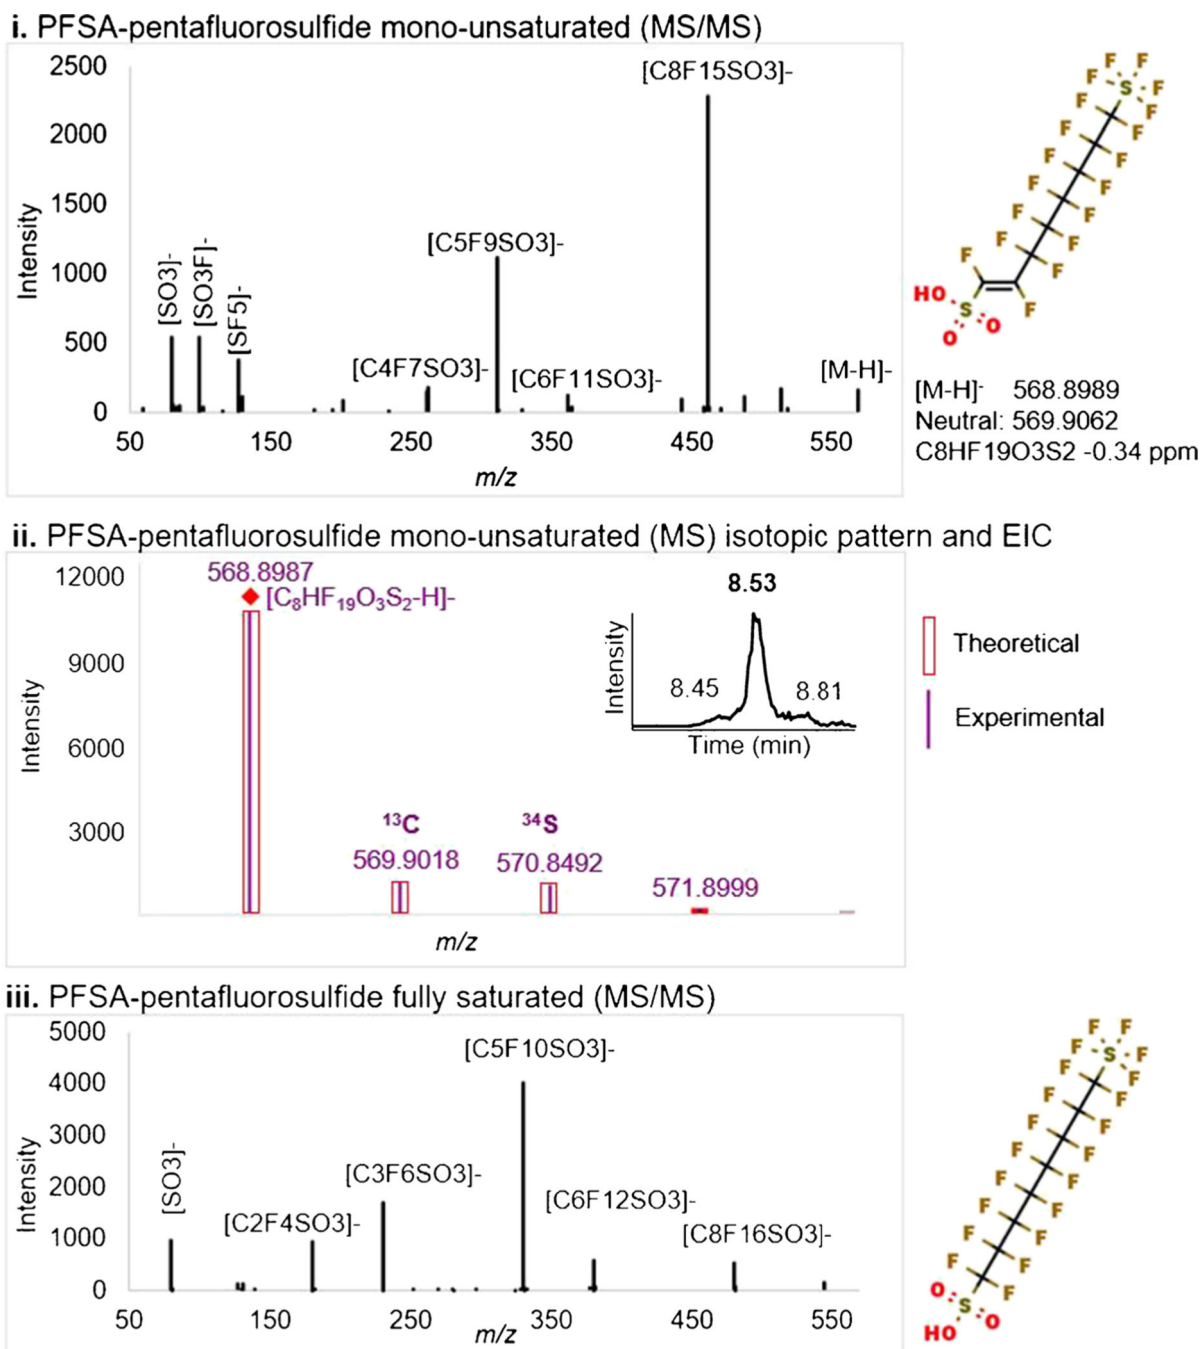 i. PFSA-pentafluorosulfide mono-unsaturated (MS/MS)
2500
2000
1500
1000
500
0
Intensity
[SO3]-
[SO3F]-
[SF5]-
[C4F7SO3]-
[C5F9SO3]-
[C6F11SO3]-
[C8F15SO3]-
[M-H]-
50 150 250 350 450 550
m/z
F F
F S F
F F
F F
F F
F F
F F
F F
F F
F F
HO S F
O O
[M-H]- 568.8989
Neutral: 569.9062
C8HF19O3S2 -0.34 ppm
ii. PFSA-pentafluorosulfide mono-unsaturated (MS) isotopic pattern and EIC
12000
9000
6000
3000
Intensity
568.8987
[C₈HF₁₉O₃S₂-H]-
¹³C
569.9018
³⁴S
570.8492
571.8999
m/z
8.53
8.45
8.81
Intensity
Time (min)
Theoretical
Experimental
iii. PFSA-pentafluorosulfide fully saturated (MS/MS)
5000
4000
3000
2000
1000
0
Intensity
[SO3]-
[C2F4SO3]-
[C3F6SO3]-
[C5F10SO3]-
[C6F12SO3]-
[C8F16SO3]-
50 150 250 350 450 550
m/z
F F
F S F
F F
F F
F F
F F
F F
F F
F F
F F
O F
S O
HO